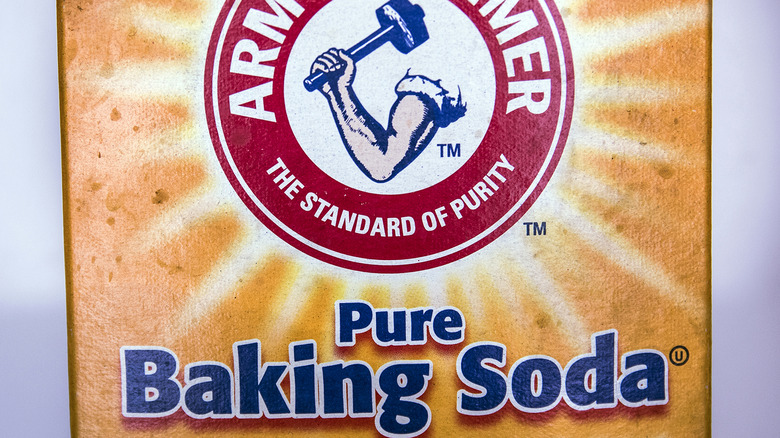 ARM
MER
TM
THE STANDARD OF PURITY
TM
Pure
Baking Soda U